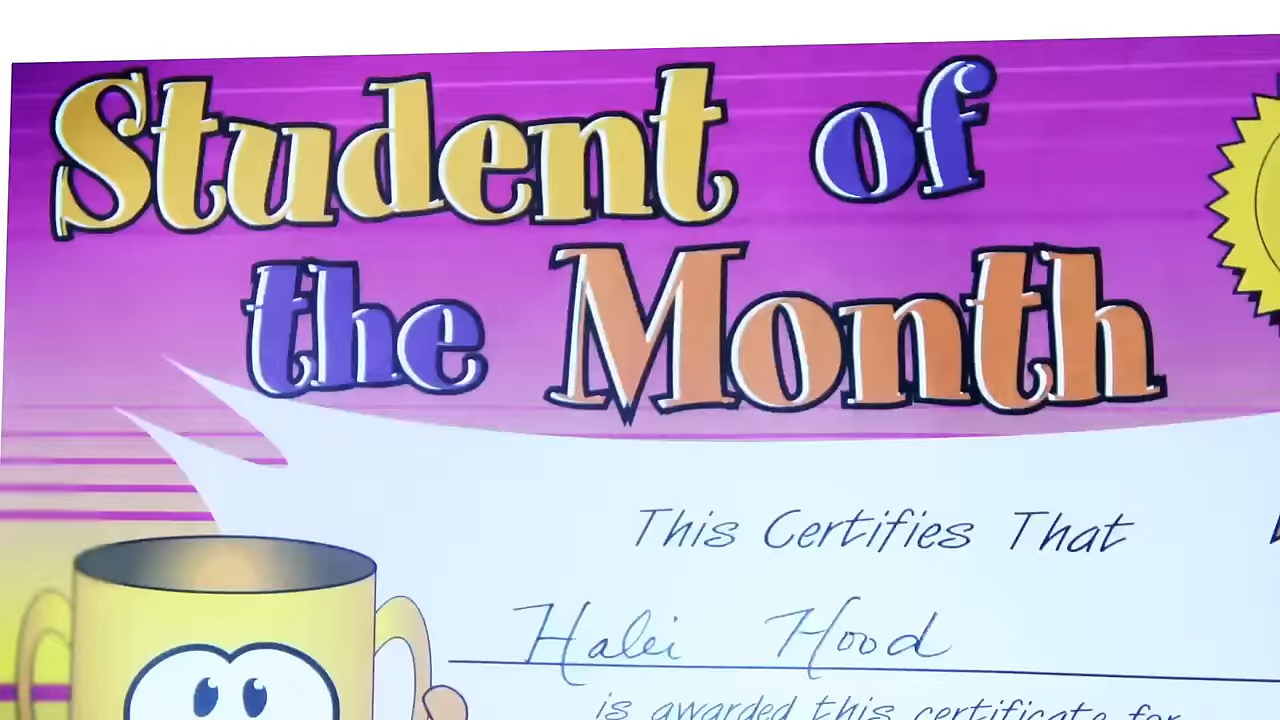 Student of
the Month
This Certifies That
Halei Hood
is awarded this certificate for